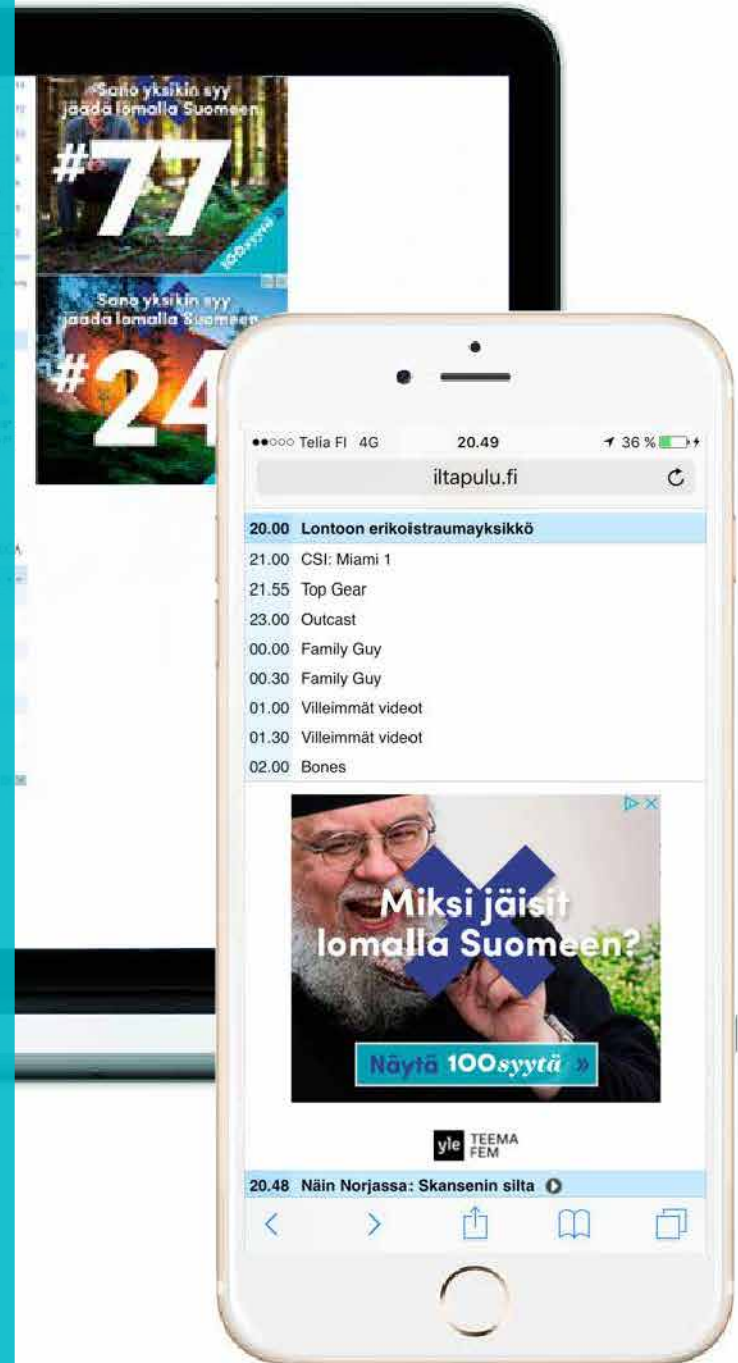 Sano yksikin syy
jäädä lomalla Suomeen
#77
100syytä »
Sano yksikin syy
jäädä lomalla Suomeen
#24
Telia FI 4G 20.49 36 %
iltapulu.fi
20.00 Lontoon erikoistraumayksikkö
21.00 CSI: Miami 1
21.55 Top Gear
23.00 Outcast
00.00 Family Guy
00.30 Family Guy
01.00 Villeimmät videot
01.30 Villeimmät videot
02.00 Bones
Miksi jäisit
lomalla Suomeen?
Näytä 100syytä »
yle TEEMA
FEM
20.48 Näin Norjassa: Skansenin silta